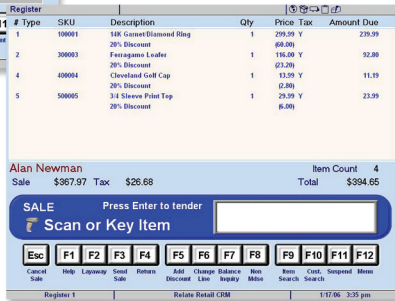 Register
# Type SKU Description Qty Price Tax Amount Due
1 100001 14K Garnet/Diamond Ring 1 299.99 Y 239.99
20% Discount (60.00)
2 300003 Ferragamo Loafer 1 116.00 Y 92.80
20% Discount (23.20)
4 400004 Cleveland Golf Cap 1 13.99 Y 11.19
20% Discount (2.80)
5 500005 3/4 Sleeve Print Top 1 29.99 Y 23.99
20% Discount (6.00)
Alan Newman Item Count 4
Sale $367.97 Tax $26.68 Total $394.65
SALE Press Enter to tender
Scan or Key Item
Esc F1 F2 F3 F4 F5 F6 F7 F8 F9 F10 F11 F12
Cancel Sale Help Layaway Send Sale Return Add Discount Change Line Balance Inquiry Non Mdse Item Search Cust. Search Suspend Menu
Register 1 Relate Retail CRM 1/17/06 3:35 pm